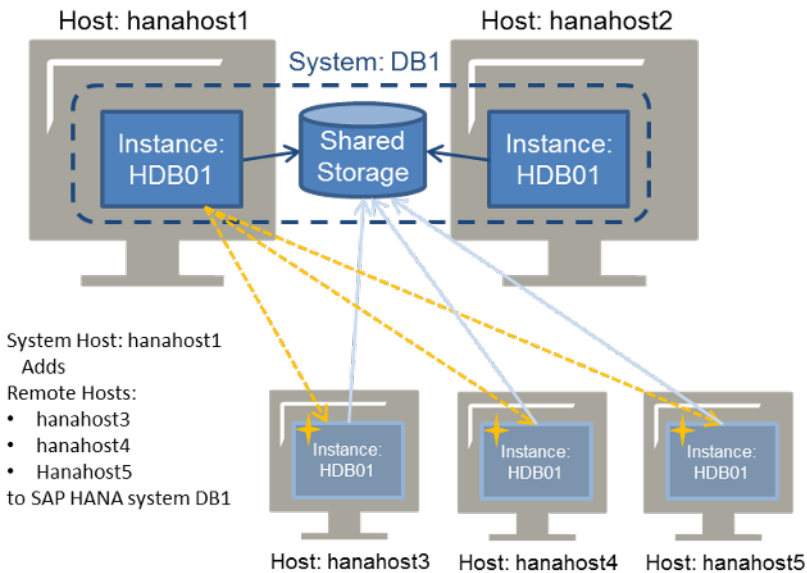 Host: hanahost1
Host: hanahost2
System: DB1
Instance:
HDB01
Shared
Storage
Instance:
HDB01
System Host: hanahost1
Adds
Remote Hosts:
• hanahost3
• hanahost4
• Hanahost5
to SAP HANA system DB1
Instance:
HDB01
Instance:
HDB01
Instance:
HDB01
Host: hanahost3
Host: hanahost4
Host: hanahost5